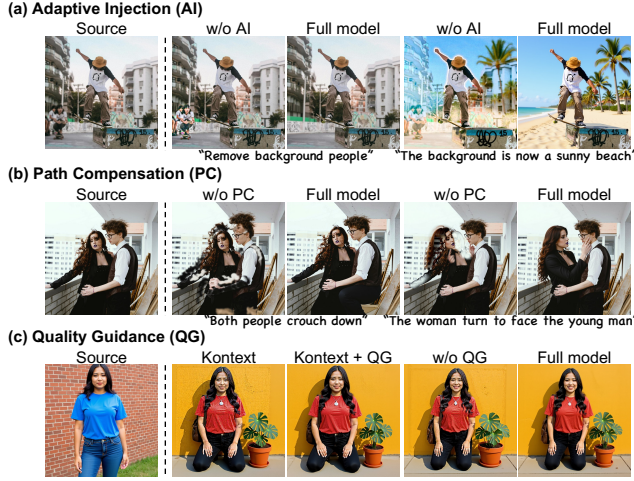 (a) Adaptive Injection (AI)
Source w/o AI Full model w/o AI Full model
"Remove background people" "The background is now a sunny beach"
(b) Path Compensation (PC)
Source w/o PC Full model w/o PC Full model
"Both people crouch down" "The woman turn to face the young man"
(c) Quality Guidance (QG)
Source Kontext Kontext + QG w/o QG Full model